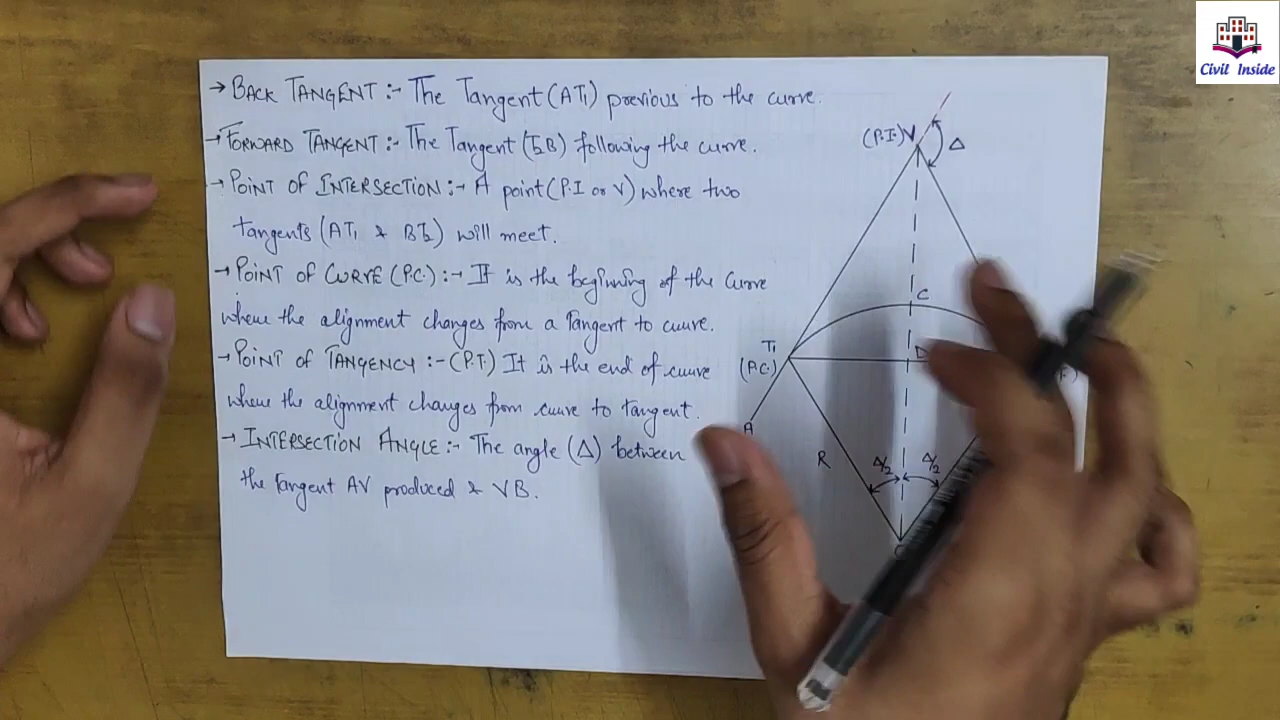 → BACK TANGENT :- The Tangent (AT1) previous to the curve.
→ FORWARD TANGENT :- The Tangent (T2B) following the curve.
→ POINT OF INTERSECTION :- A point (P.I or V) where two
tangents (AT1 & BT2) will meet.
→ POINT OF CURVE (P.C.) :- It is the beginning of the curve
where the alignment changes from a Tangent to curve.
→ POINT OF TANGENCY :- (P.T.) It is the end of curve
where the alignment changes from curve to tangent.
→ INTERSECTION ANGLE :- The angle (Δ) between
the Tangent AV produced & VB.
(P.I.) V
Δ
C
T1
(P.C.)
D
A
R
Δ/2
Δ/2
Civil Inside